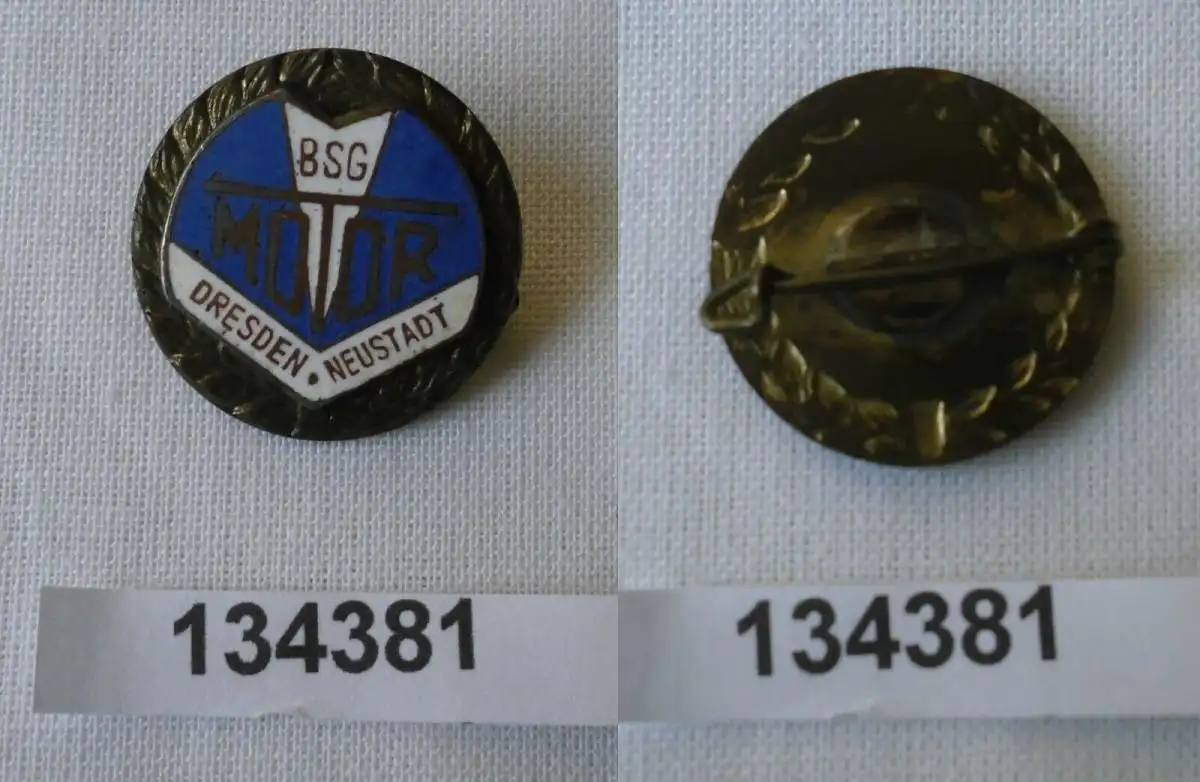 BSG
MOTOR
DRESDEN • NEUSTADT
134381
134381